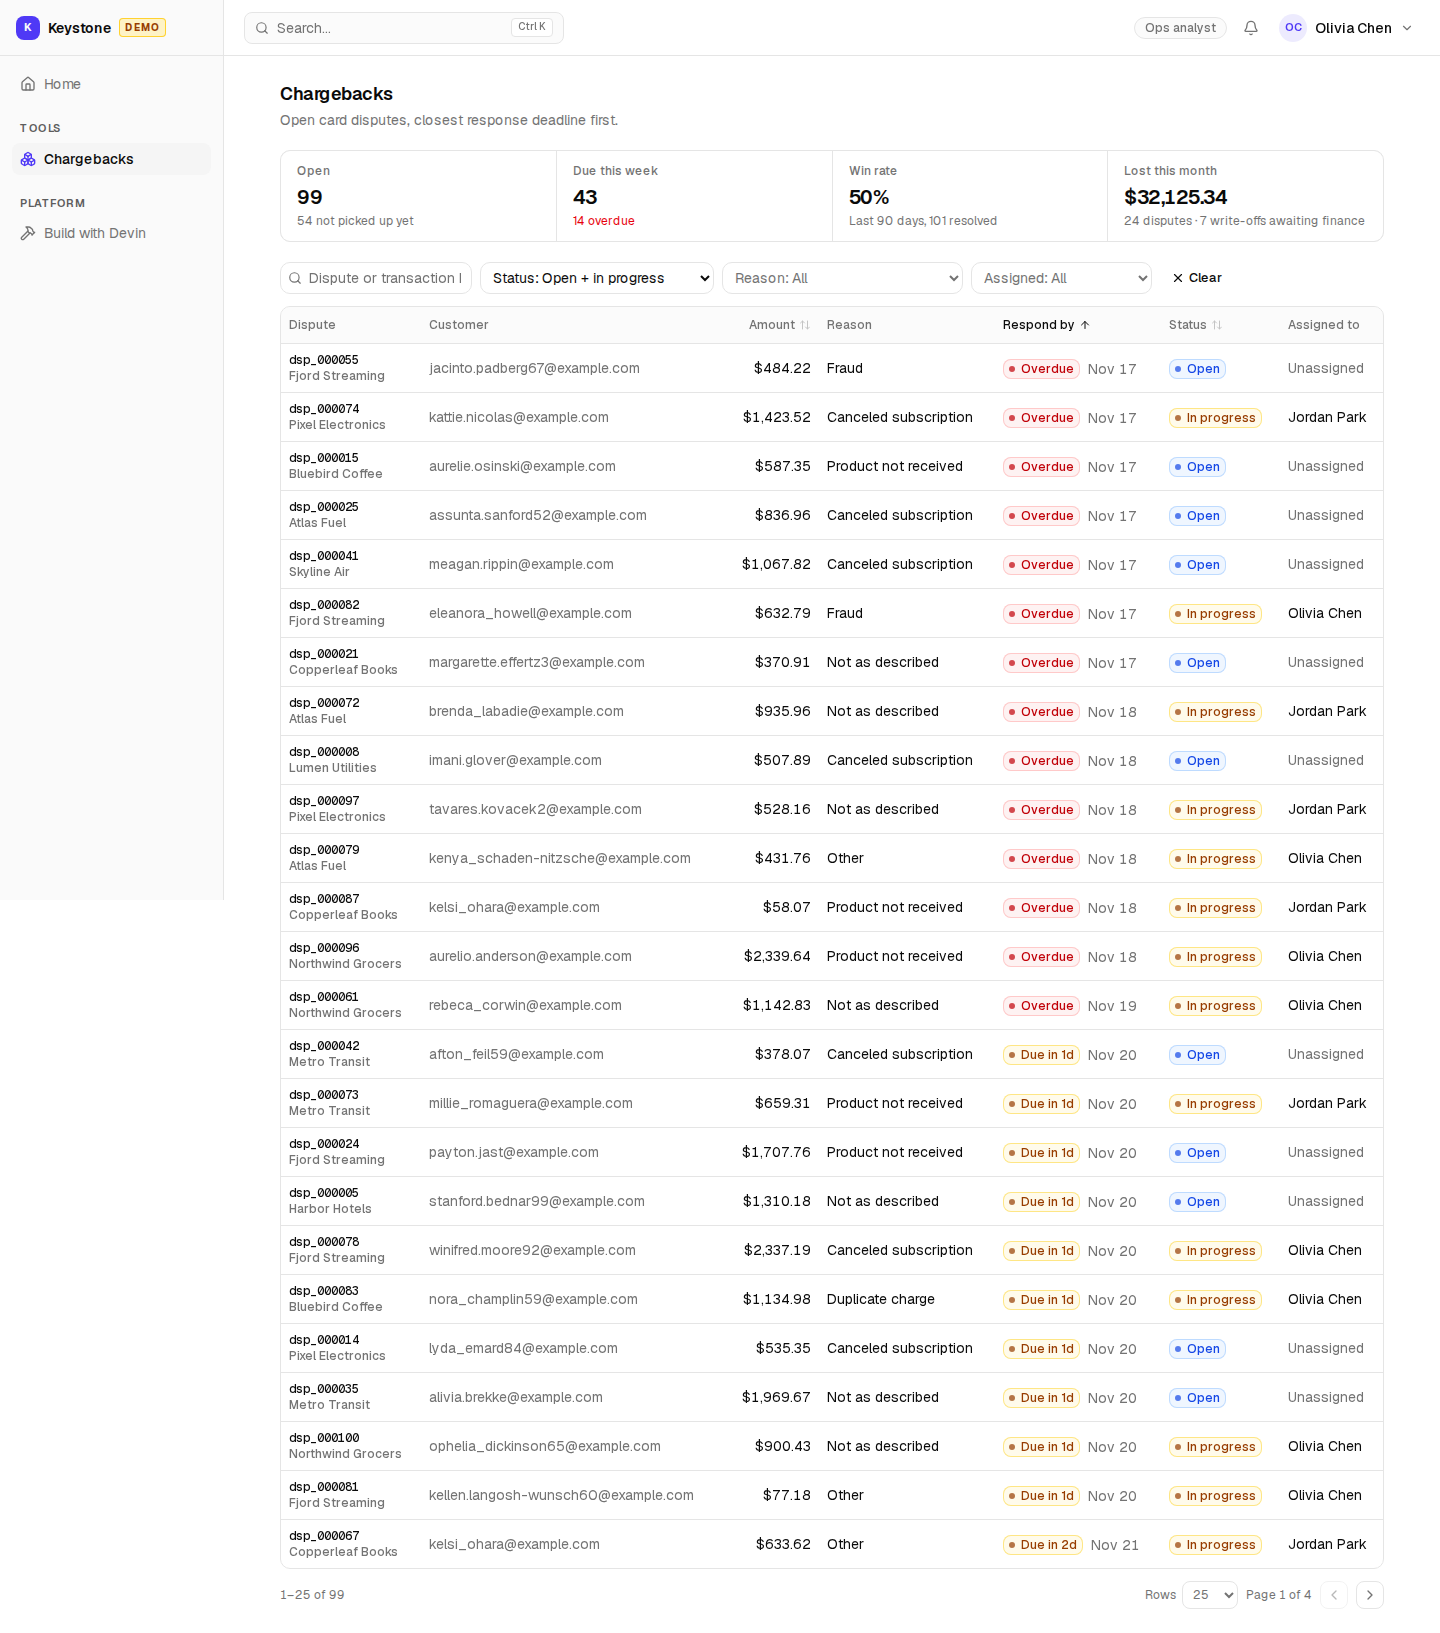 K Keystone DEMO
Search... Ctrl K
Ops analyst OC Olivia Chen
Home
TOOLS
Chargebacks
PLATFORM
Build with Devin
Chargebacks
Open card disputes, closest response deadline first.
Open
99
54 not picked up yet
Due this week
43
14 overdue
Win rate
50%
Last 90 days, 101 resolved
Lost this month
$32,125.34
24 disputes · 7 write-offs awaiting finance
Dispute or transaction I
Status: Open + in progress
Reason: All
Assigned: All
Clear
Dispute Customer Amount Reason Respond by Status Assigned to
dsp_000055
Fjord Streaming
jacinto.padberg67@example.com $484.22 Fraud Overdue Nov 17 Open Unassigned
dsp_000074
Pixel Electronics
kattie.nicolas@example.com $1,423.52 Canceled subscription Overdue Nov 17 In progress Jordan Park
dsp_000015
Bluebird Coffee
aurelie.osinski@example.com $587.35 Product not received Overdue Nov 17 Open Unassigned
dsp_000025
Atlas Fuel
assunta.sanford52@example.com $836.96 Canceled subscription Overdue Nov 17 Open Unassigned
dsp_000041
Skyline Air
meagan.rippin@example.com $1,067.82 Canceled subscription Overdue Nov 17 Open Unassigned
dsp_000082
Fjord Streaming
eleanora_howell@example.com $632.79 Fraud Overdue Nov 17 In progress Olivia Chen
dsp_000021
Copperleaf Books
margarette.effertz3@example.com $370.91 Not as described Overdue Nov 17 Open Unassigned
dsp_000072
Atlas Fuel
brenda_labadie@example.com $935.96 Not as described Overdue Nov 18 In progress Jordan Park
dsp_000008
Lumen Utilities
imani.glover@example.com $507.89 Canceled subscription Overdue Nov 18 Open Unassigned
dsp_000097
Pixel Electronics
tavares.kovacek2@example.com $528.16 Not as described Overdue Nov 18 In progress Jordan Park
dsp_000079
Atlas Fuel
kenya_schaden-nitzsche@example.com $431.76 Other Overdue Nov 18 In progress Olivia Chen
dsp_000087
Copperleaf Books
kelsi_ohara@example.com $58.07 Product not received Overdue Nov 18 In progress Jordan Park
dsp_000096
Northwind Grocers
aurelio.anderson@example.com $2,339.64 Product not received Overdue Nov 18 In progress Olivia Chen
dsp_000061
Northwind Grocers
rebeca_corwin@example.com $1,142.83 Not as described Overdue Nov 19 In progress Olivia Chen
dsp_000042
Metro Transit
afton_feil59@example.com $378.07 Canceled subscription Due in 1d Nov 20 Open Unassigned
dsp_000073
Metro Transit
millie_romaguera@example.com $659.31 Product not received Due in 1d Nov 20 In progress Jordan Park
dsp_000024
Fjord Streaming
payton.jast@example.com $1,707.76 Product not received Due in 1d Nov 20 Open Unassigned
dsp_000005
Harbor Hotels
stanford.bednar99@example.com $1,310.18 Not as described Due in 1d Nov 20 Open Unassigned
dsp_000078
Fjord Streaming
winifred.moore92@example.com $2,337.19 Canceled subscription Due in 1d Nov 20 In progress Olivia Chen
dsp_000083
Bluebird Coffee
nora_champlin59@example.com $1,134.98 Duplicate charge Due in 1d Nov 20 In progress Olivia Chen
dsp_000014
Pixel Electronics
lyda_emard84@example.com $535.35 Canceled subscription Due in 1d Nov 20 Open Unassigned
dsp_000035
Metro Transit
alivia.brekke@example.com $1,969.67 Not as described Due in 1d Nov 20 Open Unassigned
dsp_000100
Northwind Grocers
ophelia_dickinson65@example.com $900.43 Not as described Due in 1d Nov 20 In progress Olivia Chen
dsp_000081
Fjord Streaming
kellen.langosh-wunsch60@example.com $77.18 Other Due in 1d Nov 20 In progress Olivia Chen
dsp_000067
Copperleaf Books
kelsi_ohara@example.com $633.62 Other Due in 2d Nov 21 In progress Jordan Park
1–25 of 99
Rows 25 Page 1 of 4